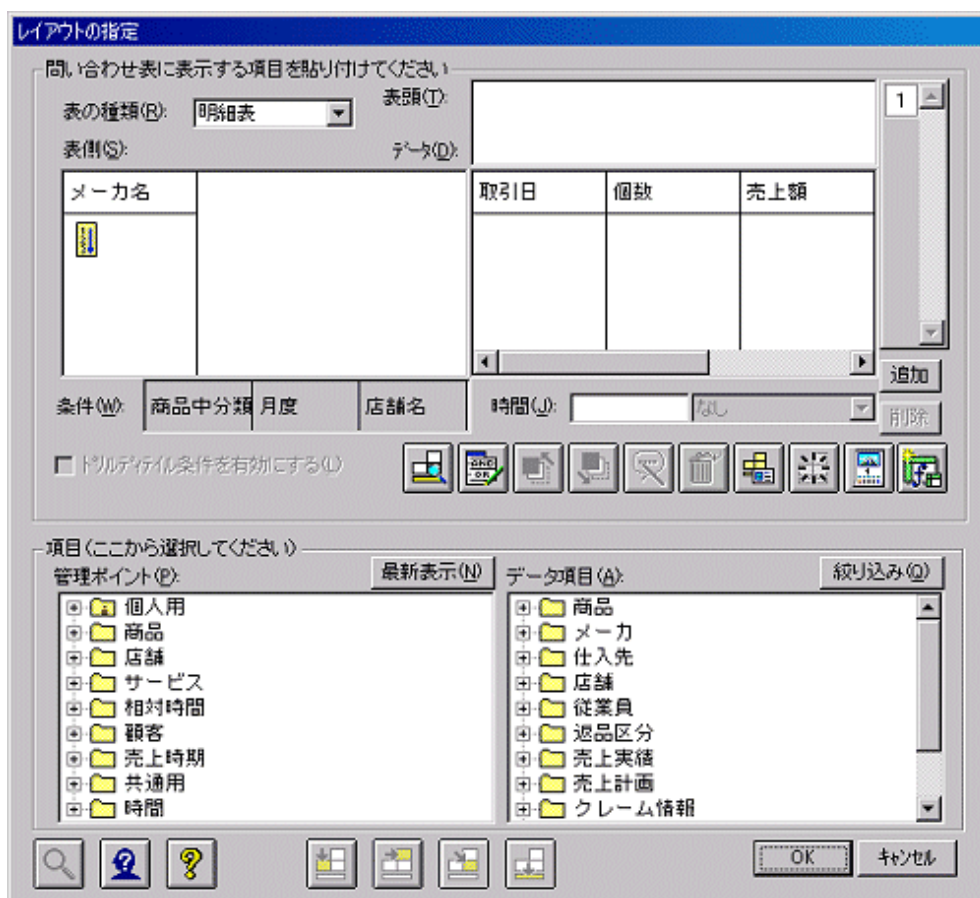 レイアウトの指定
問い合わせ表に表示する項目を貼り付けてください
表の種類(R): 明細表 表頭(T): 1
表側(S): データ(D):
メーカ名 取引日 個数 売上額
追加
条件(W): 商品中分類 月度 店舗名 時間(J): なし 削除
ドリルディテイル条件を有効にする(L)
項目(ここから選択してください)
管理ポイント(P): 最新表示(N) データ項目(A): 絞り込み(Q)
個人用 商品
商品 メーカ
店舗 仕入先
サービス 店舗
相対時間 従業員
顧客 返品区分
売上時期 売上実績
共通用 売上計画
時間 クレーム情報
OK キャンセル